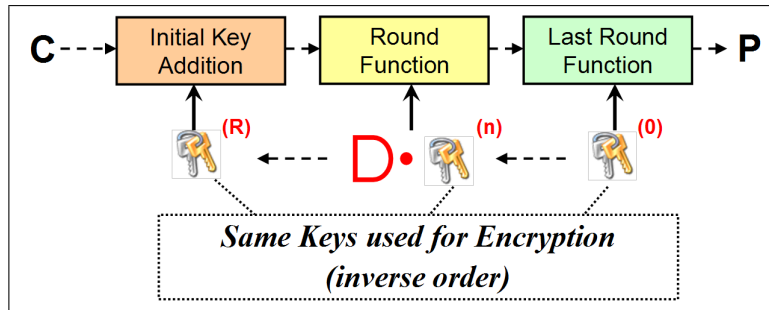 C
Initial Key
Addition
Round
Function
Last Round
Function
P
(R)
D•
(n)
(0)
Same Keys used for Encryption
(inverse order)